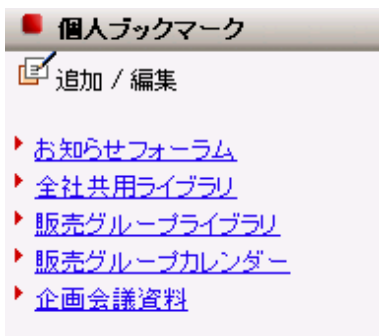 個人ブックマーク
追加 / 編集
お知らせフォーラム
全社共用ライブラリ
販売グループライブラリ
販売グループカレンダー
企画会議資料